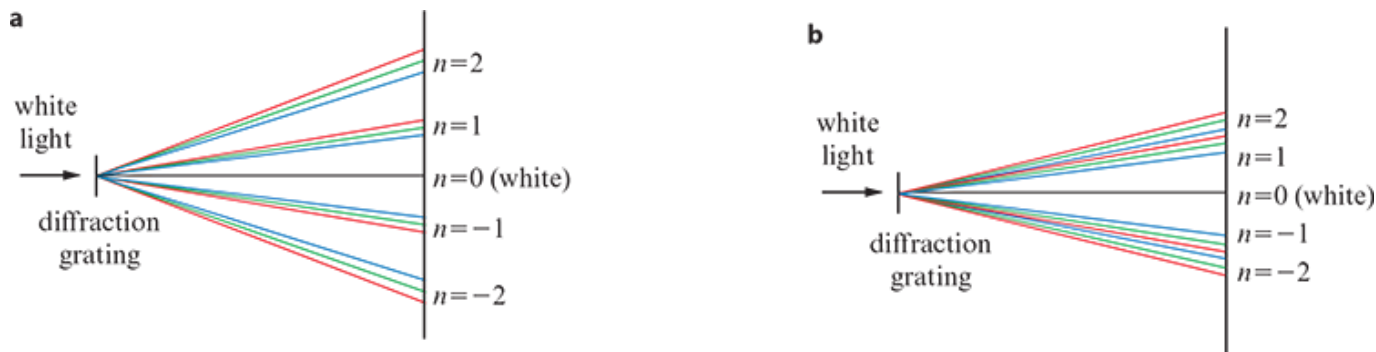 a
n=2
white
light
n=1
n=0 (white)
diffraction
grating
n=−1
n=−2
b
n=2
white
light
n=1
n=0 (white)
diffraction
grating
n=−1
n=−2